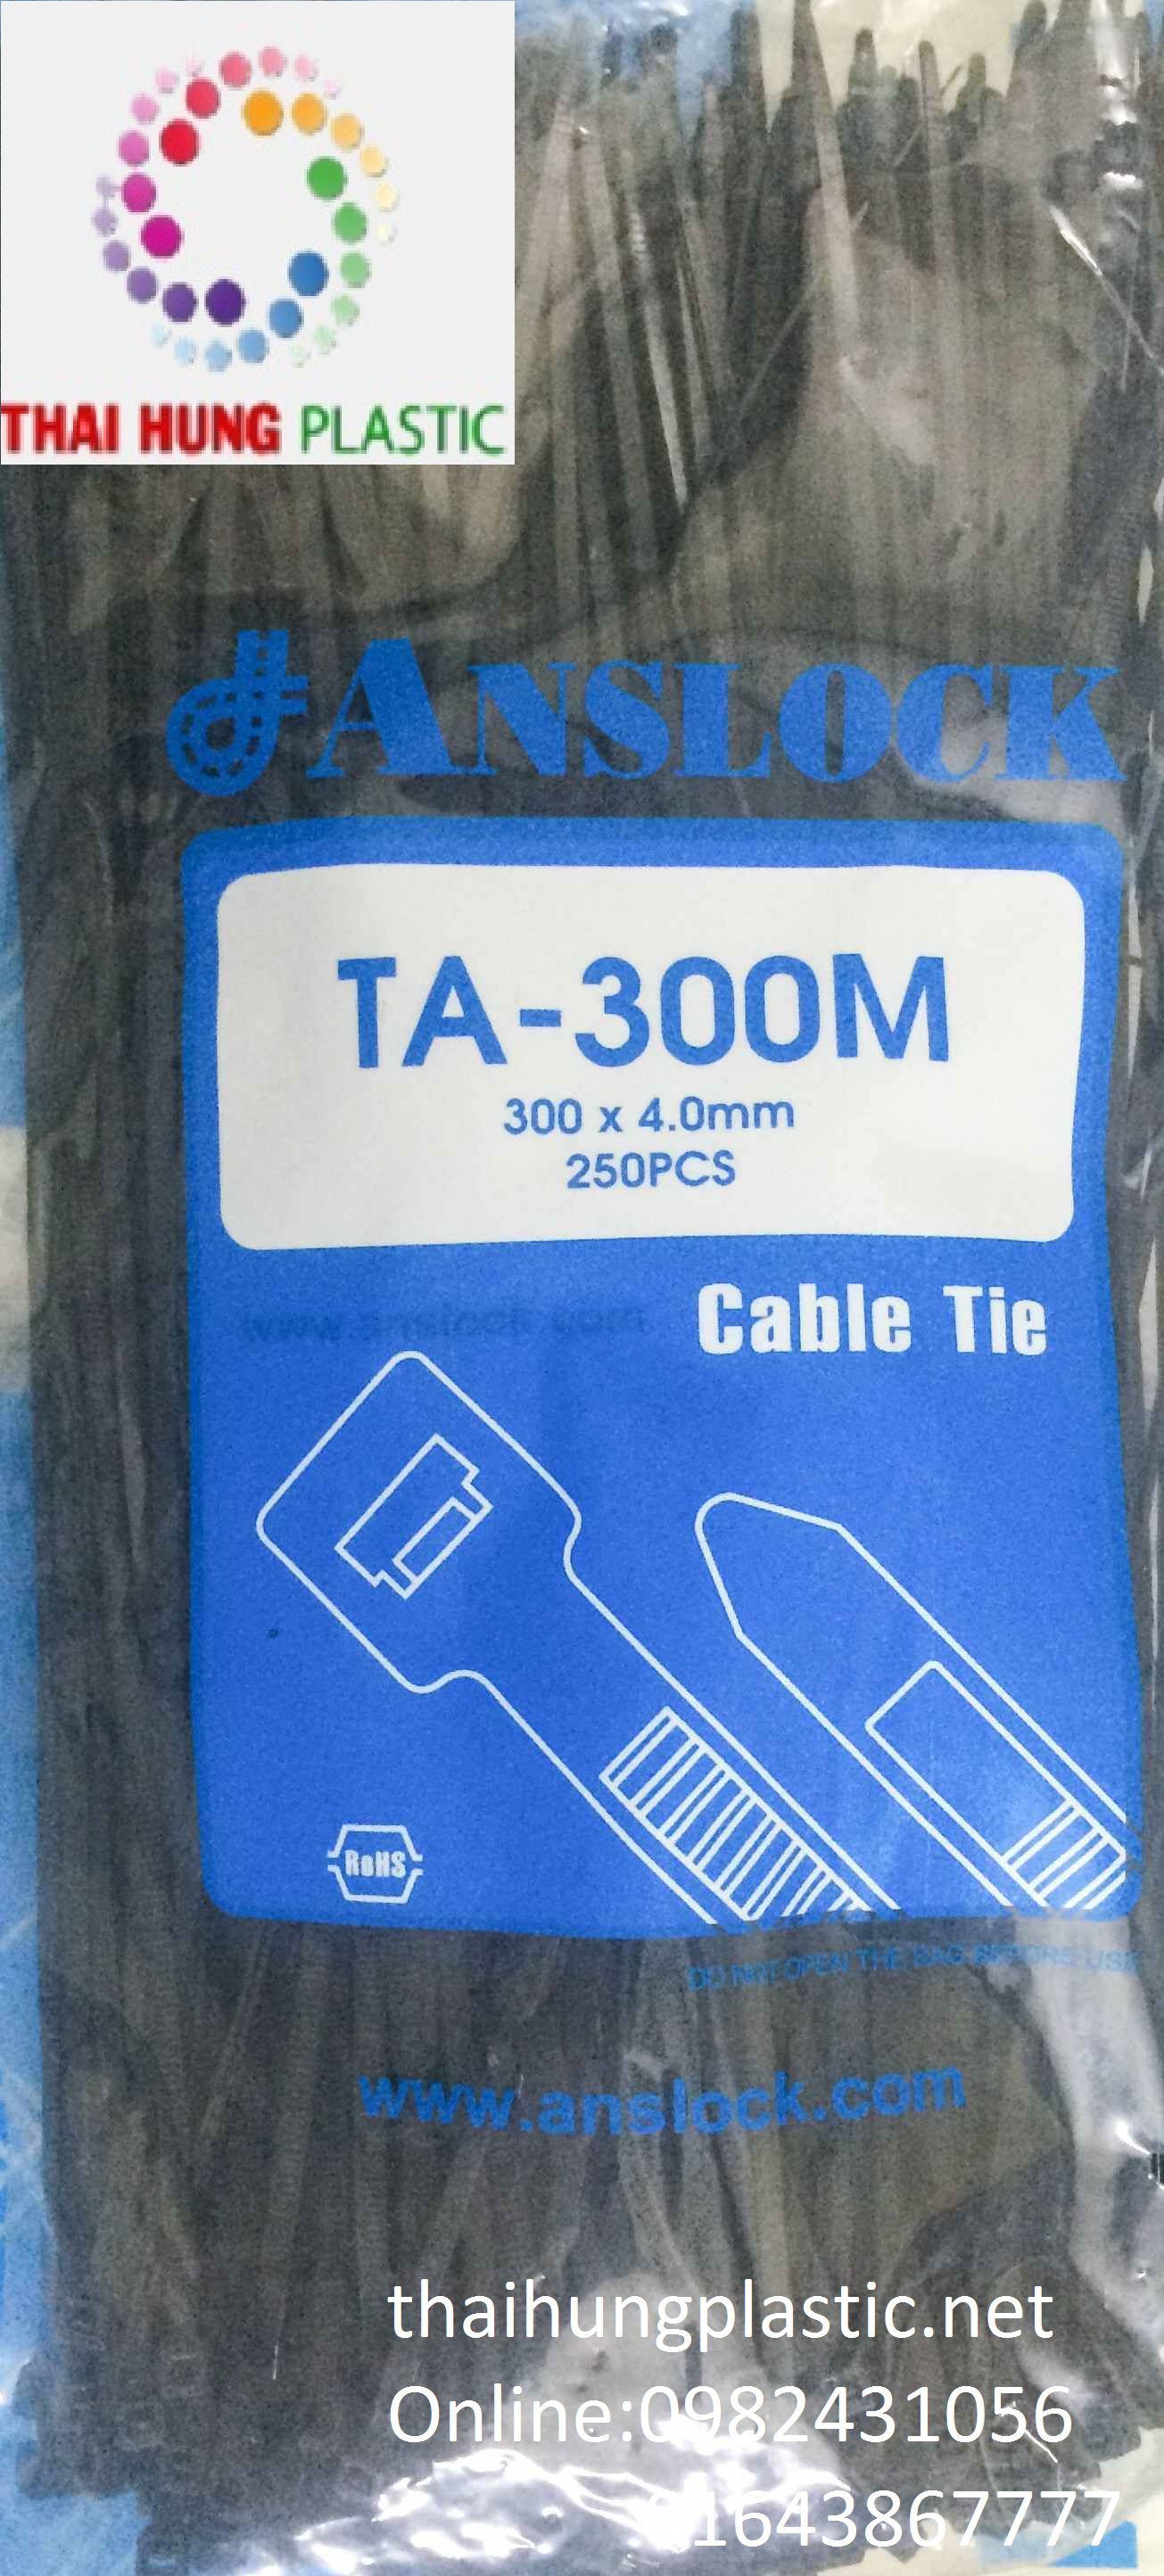 THAI HUNG PLASTIC
ANSLOCK
TA-300M
300 x 4.0mm
250PCS
Cable Tie
RoHS
DO NOT OPEN THE BAG BEFORE USE
www.anslock.com
thaihungplastic.net
Online:0982431056
01643867777